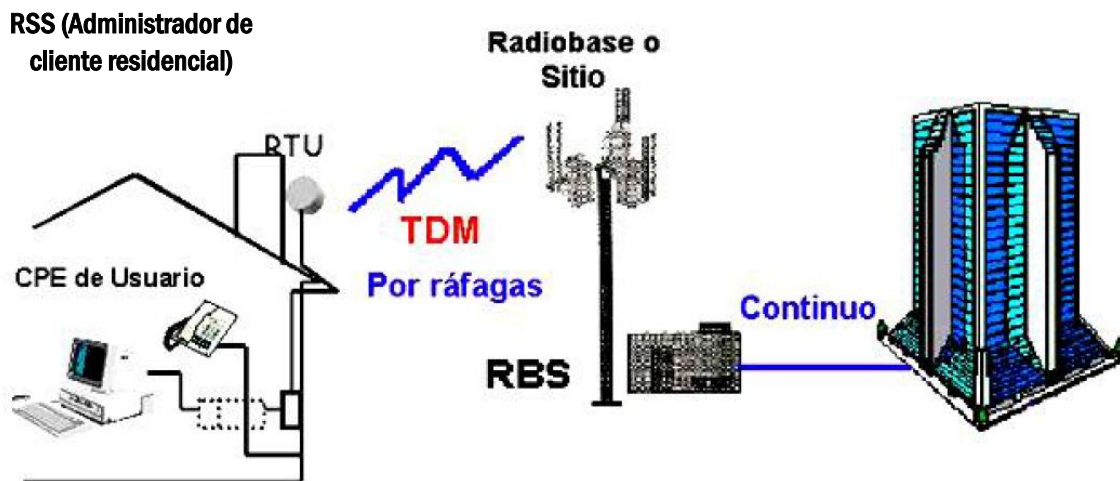 RSS (Administrador de
cliente residencial)
Radiobase o
Sitio
RTU
TDM
Por ráfagas
CPE de Usuario
Continuo
RBS